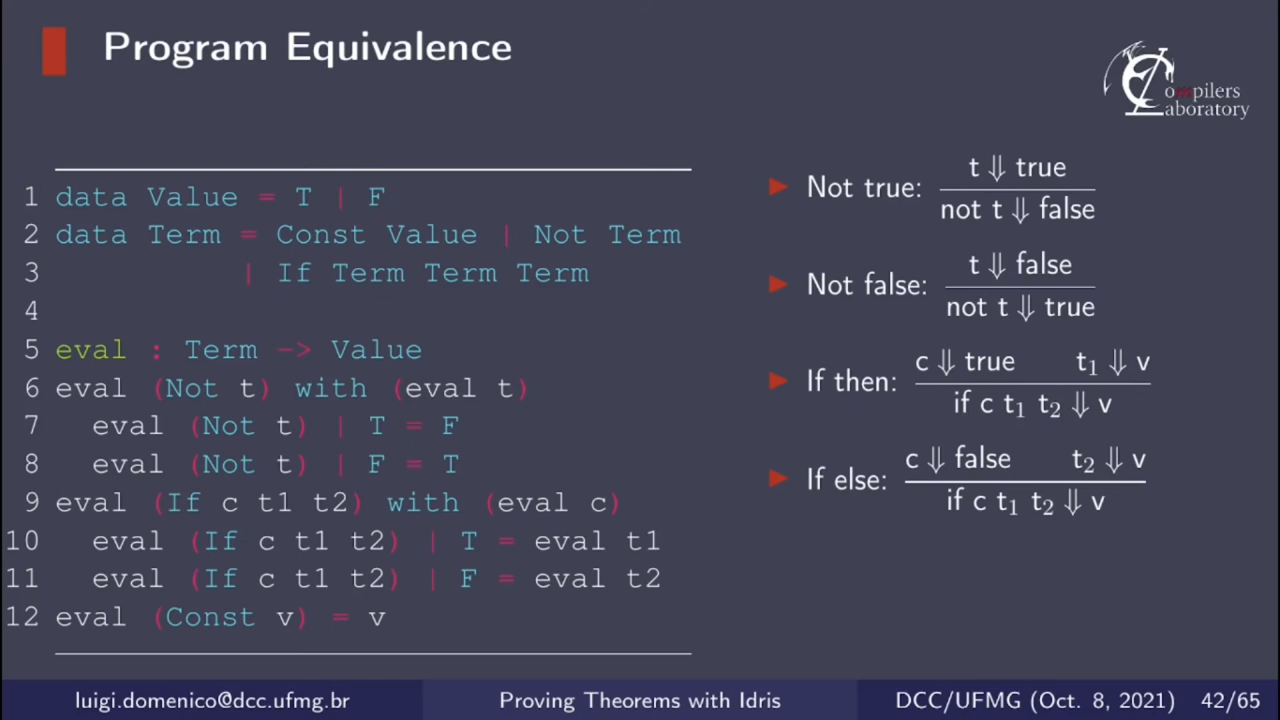 Program Equivalence
Compilers
Laboratory
1 data Value = T | F
2 data Term = Const Value | Not Term
3 | If Term Term Term
4
5 eval : Term -> Value
6 eval (Not t) with (eval t)
7 eval (Not t) | T = F
8 eval (Not t) | F = T
9 eval (If c t1 t2) with (eval c)
10 eval (If c t1 t2) | T = eval t1
11 eval (If c t1 t2) | F = eval t2
12 eval (Const v) = v
t ⇓ true
▶ Not true:
not t ⇓ false
t ⇓ false
▶ Not false:
not t ⇓ true
c ⇓ true t₁ ⇓ v
▶ If then:
if c t₁ t₂ ⇓ v
c ⇓ false t₂ ⇓ v
▶ If else:
if c t₁ t₂ ⇓ v
luigi.domenico@dcc.ufmg.br Proving Theorems with Idris DCC/UFMG (Oct. 8, 2021) 42/65